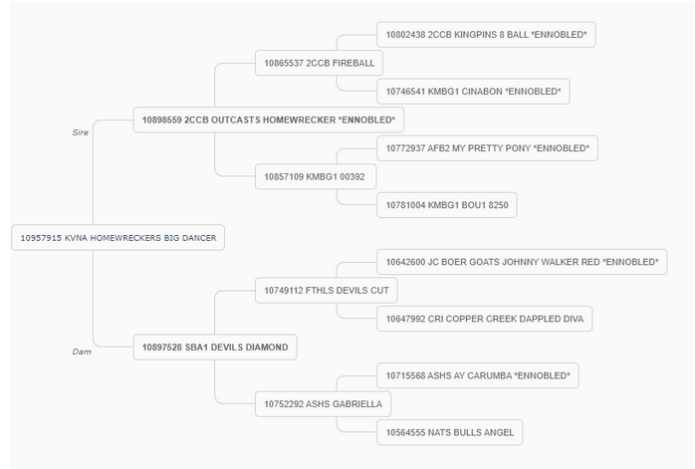 10802438 2CCB KINGPINS 8 BALL *ENNOBLED*
10865537 2CCB FIREBALL
10746541 KMBG1 CINABON *ENNOBLED*
10898559 2CCB OUTCASTS HOMEWRECKER *ENNOBLED*
Sire
10772937 AFB2 MY PRETTY PONY *ENNOBLED*
10857109 KMBG1 00392
10781004 KMBG1 BOU1 8250
10957915 KVNA HOMEWRECKERS BIG DANCER
10642600 JC BOER GOATS JOHNNY WALKER RED *ENNOBLED*
10749112 FTHLS DEVILS CUT
10647992 CRI COPPER CREEK DAPPLED DIVA
10897528 SBA1 DEVILS DIAMOND
Dam
10715568 ASHS AY CARUMBA *ENNOBLED*
10752292 ASHS GABRIELLA
10564555 NATS BULLS ANGEL